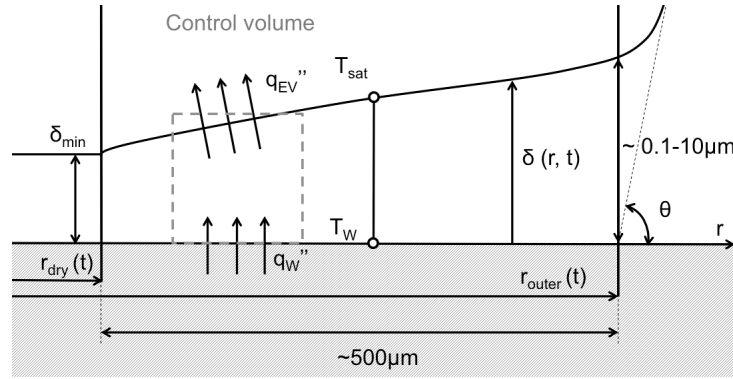 Control volume
T_sat
q_EV''
δ_min
δ (r, t)
~ 0.1-10μm
T_W
θ
r
q_W''
r_dry (t)
r_outer (t)
~500μm